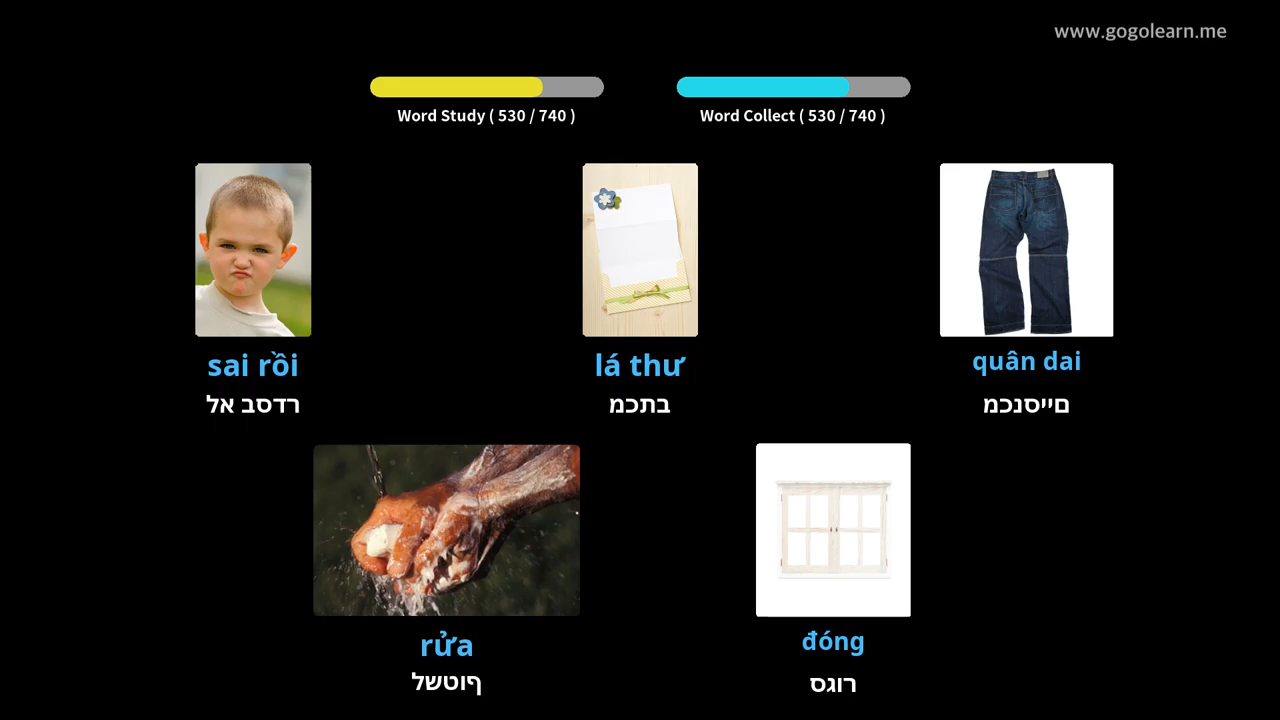 www.gogolearn.me
Word Study ( 530 / 740 )
Word Collect ( 530 / 740 )
sai rồi
לא בסדר
lá thư
מכתב
quân dai
מכנסיים
rửa
לשטוף
đóng
סגור